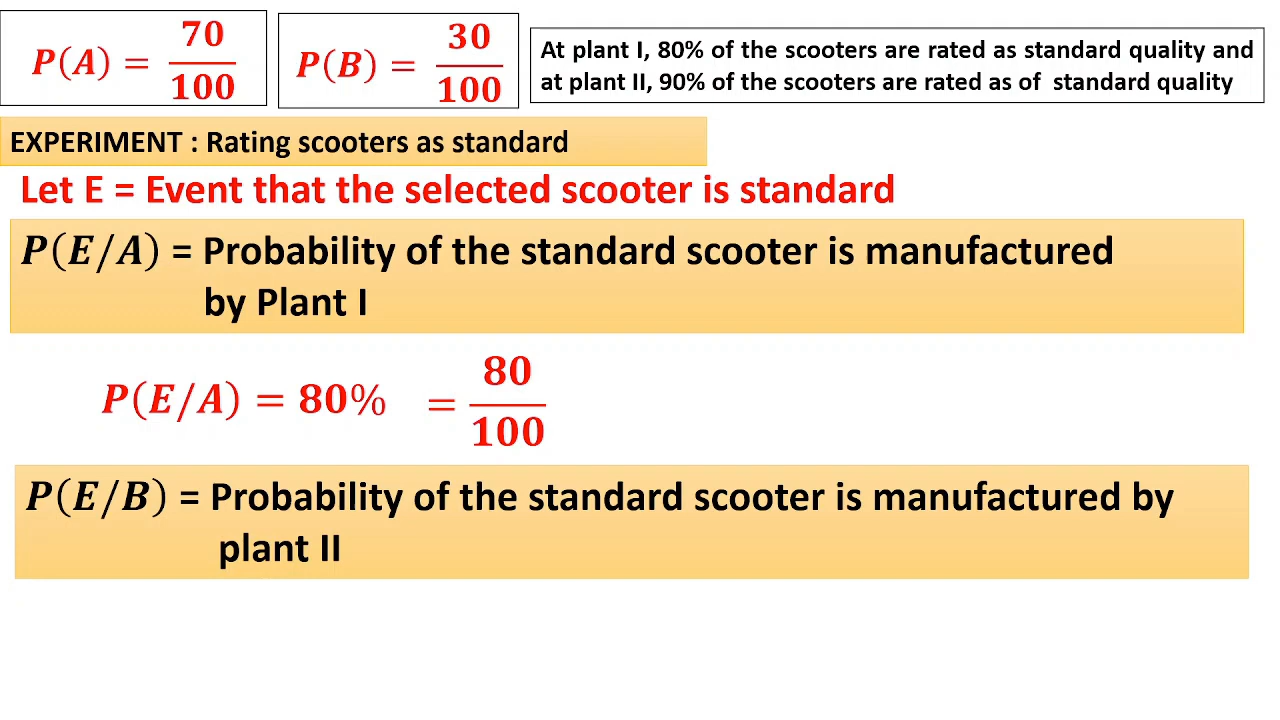 P(A) = 70/100
P(B) = 30/100
At plant I, 80% of the scooters are rated as standard quality and
at plant II, 90% of the scooters are rated as of standard quality
EXPERIMENT : Rating scooters as standard
Let E = Event that the selected scooter is standard
P(E/A) = Probability of the standard scooter is manufactured
by Plant I
P(E/A) = 80% = 80/100
P(E/B) = Probability of the standard scooter is manufactured by
plant II